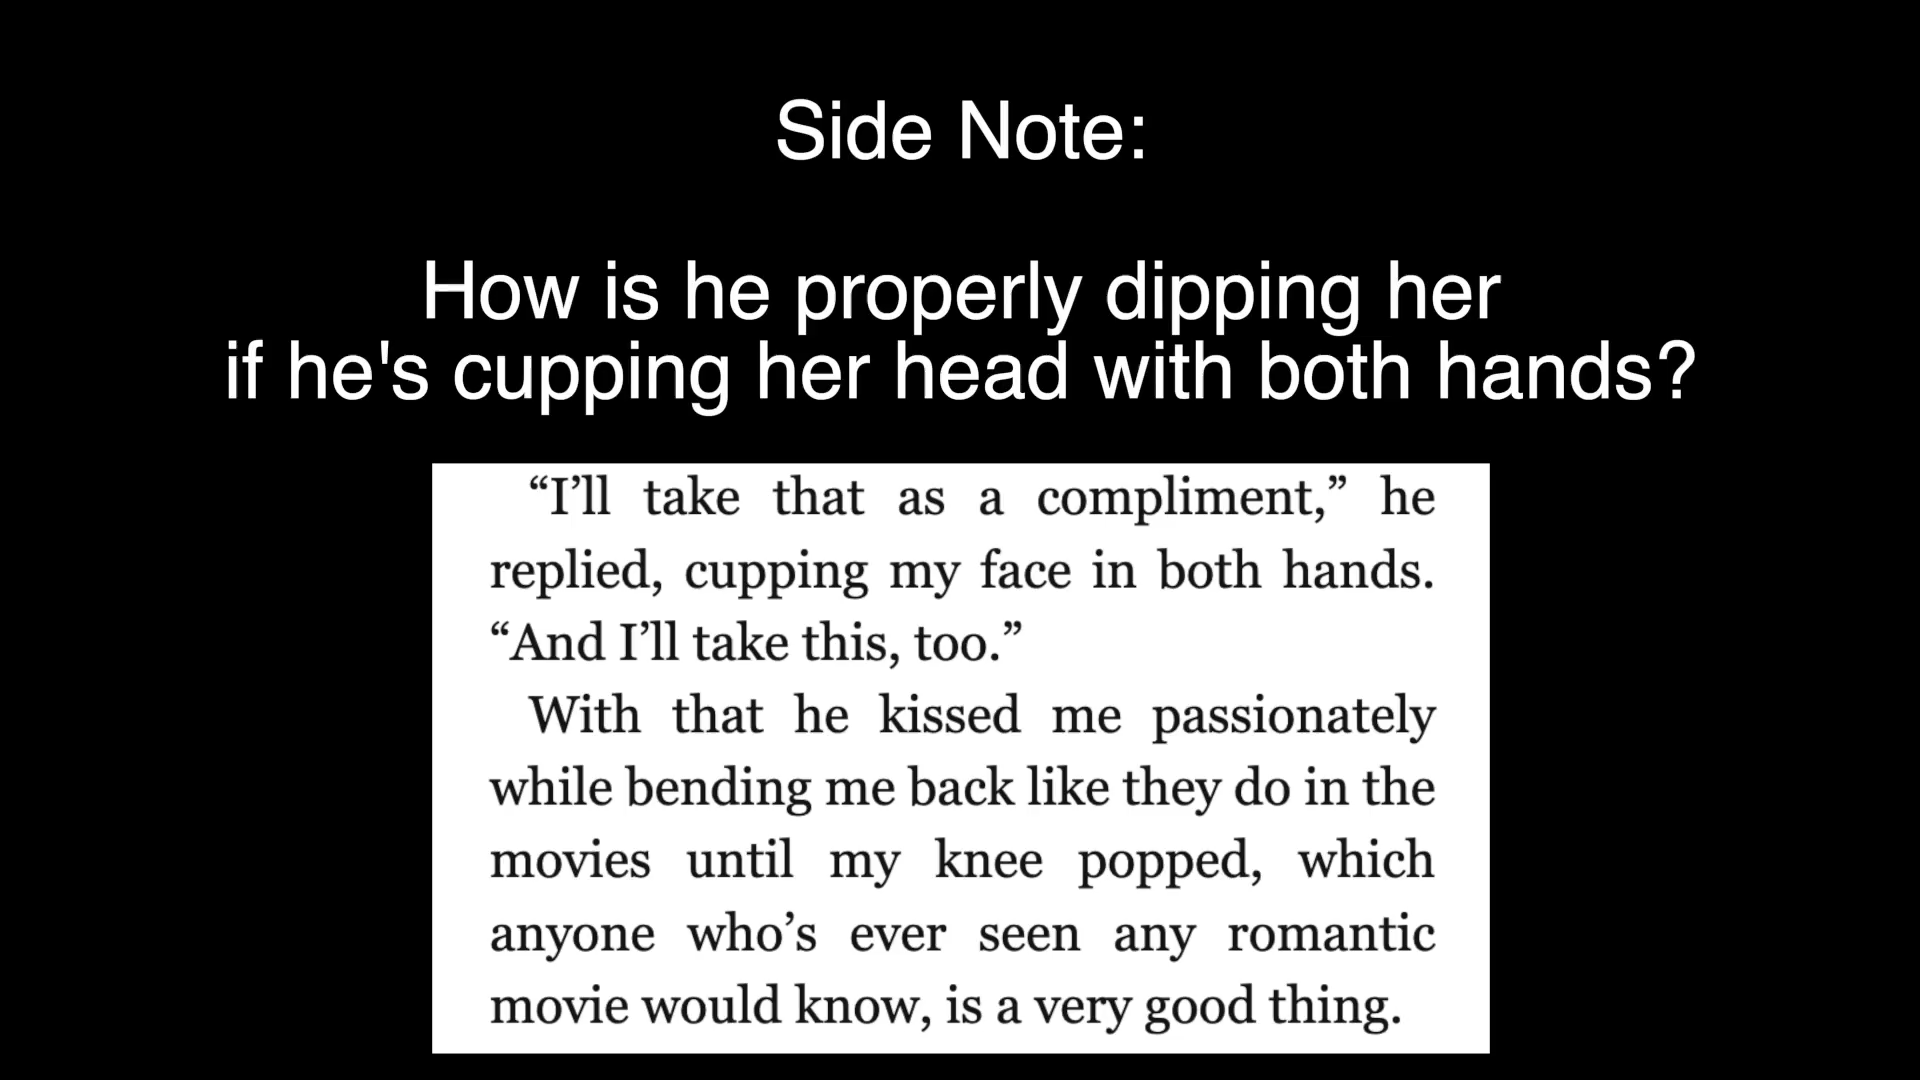 Side Note:
How is he properly dipping her
if he's cupping her head with both hands?
“I’ll take that as a compliment,” he
replied, cupping my face in both hands.
“And I’ll take this, too.”
With that he kissed me passionately
while bending me back like they do in the
movies until my knee popped, which
anyone who’s ever seen any romantic
movie would know, is a very good thing.